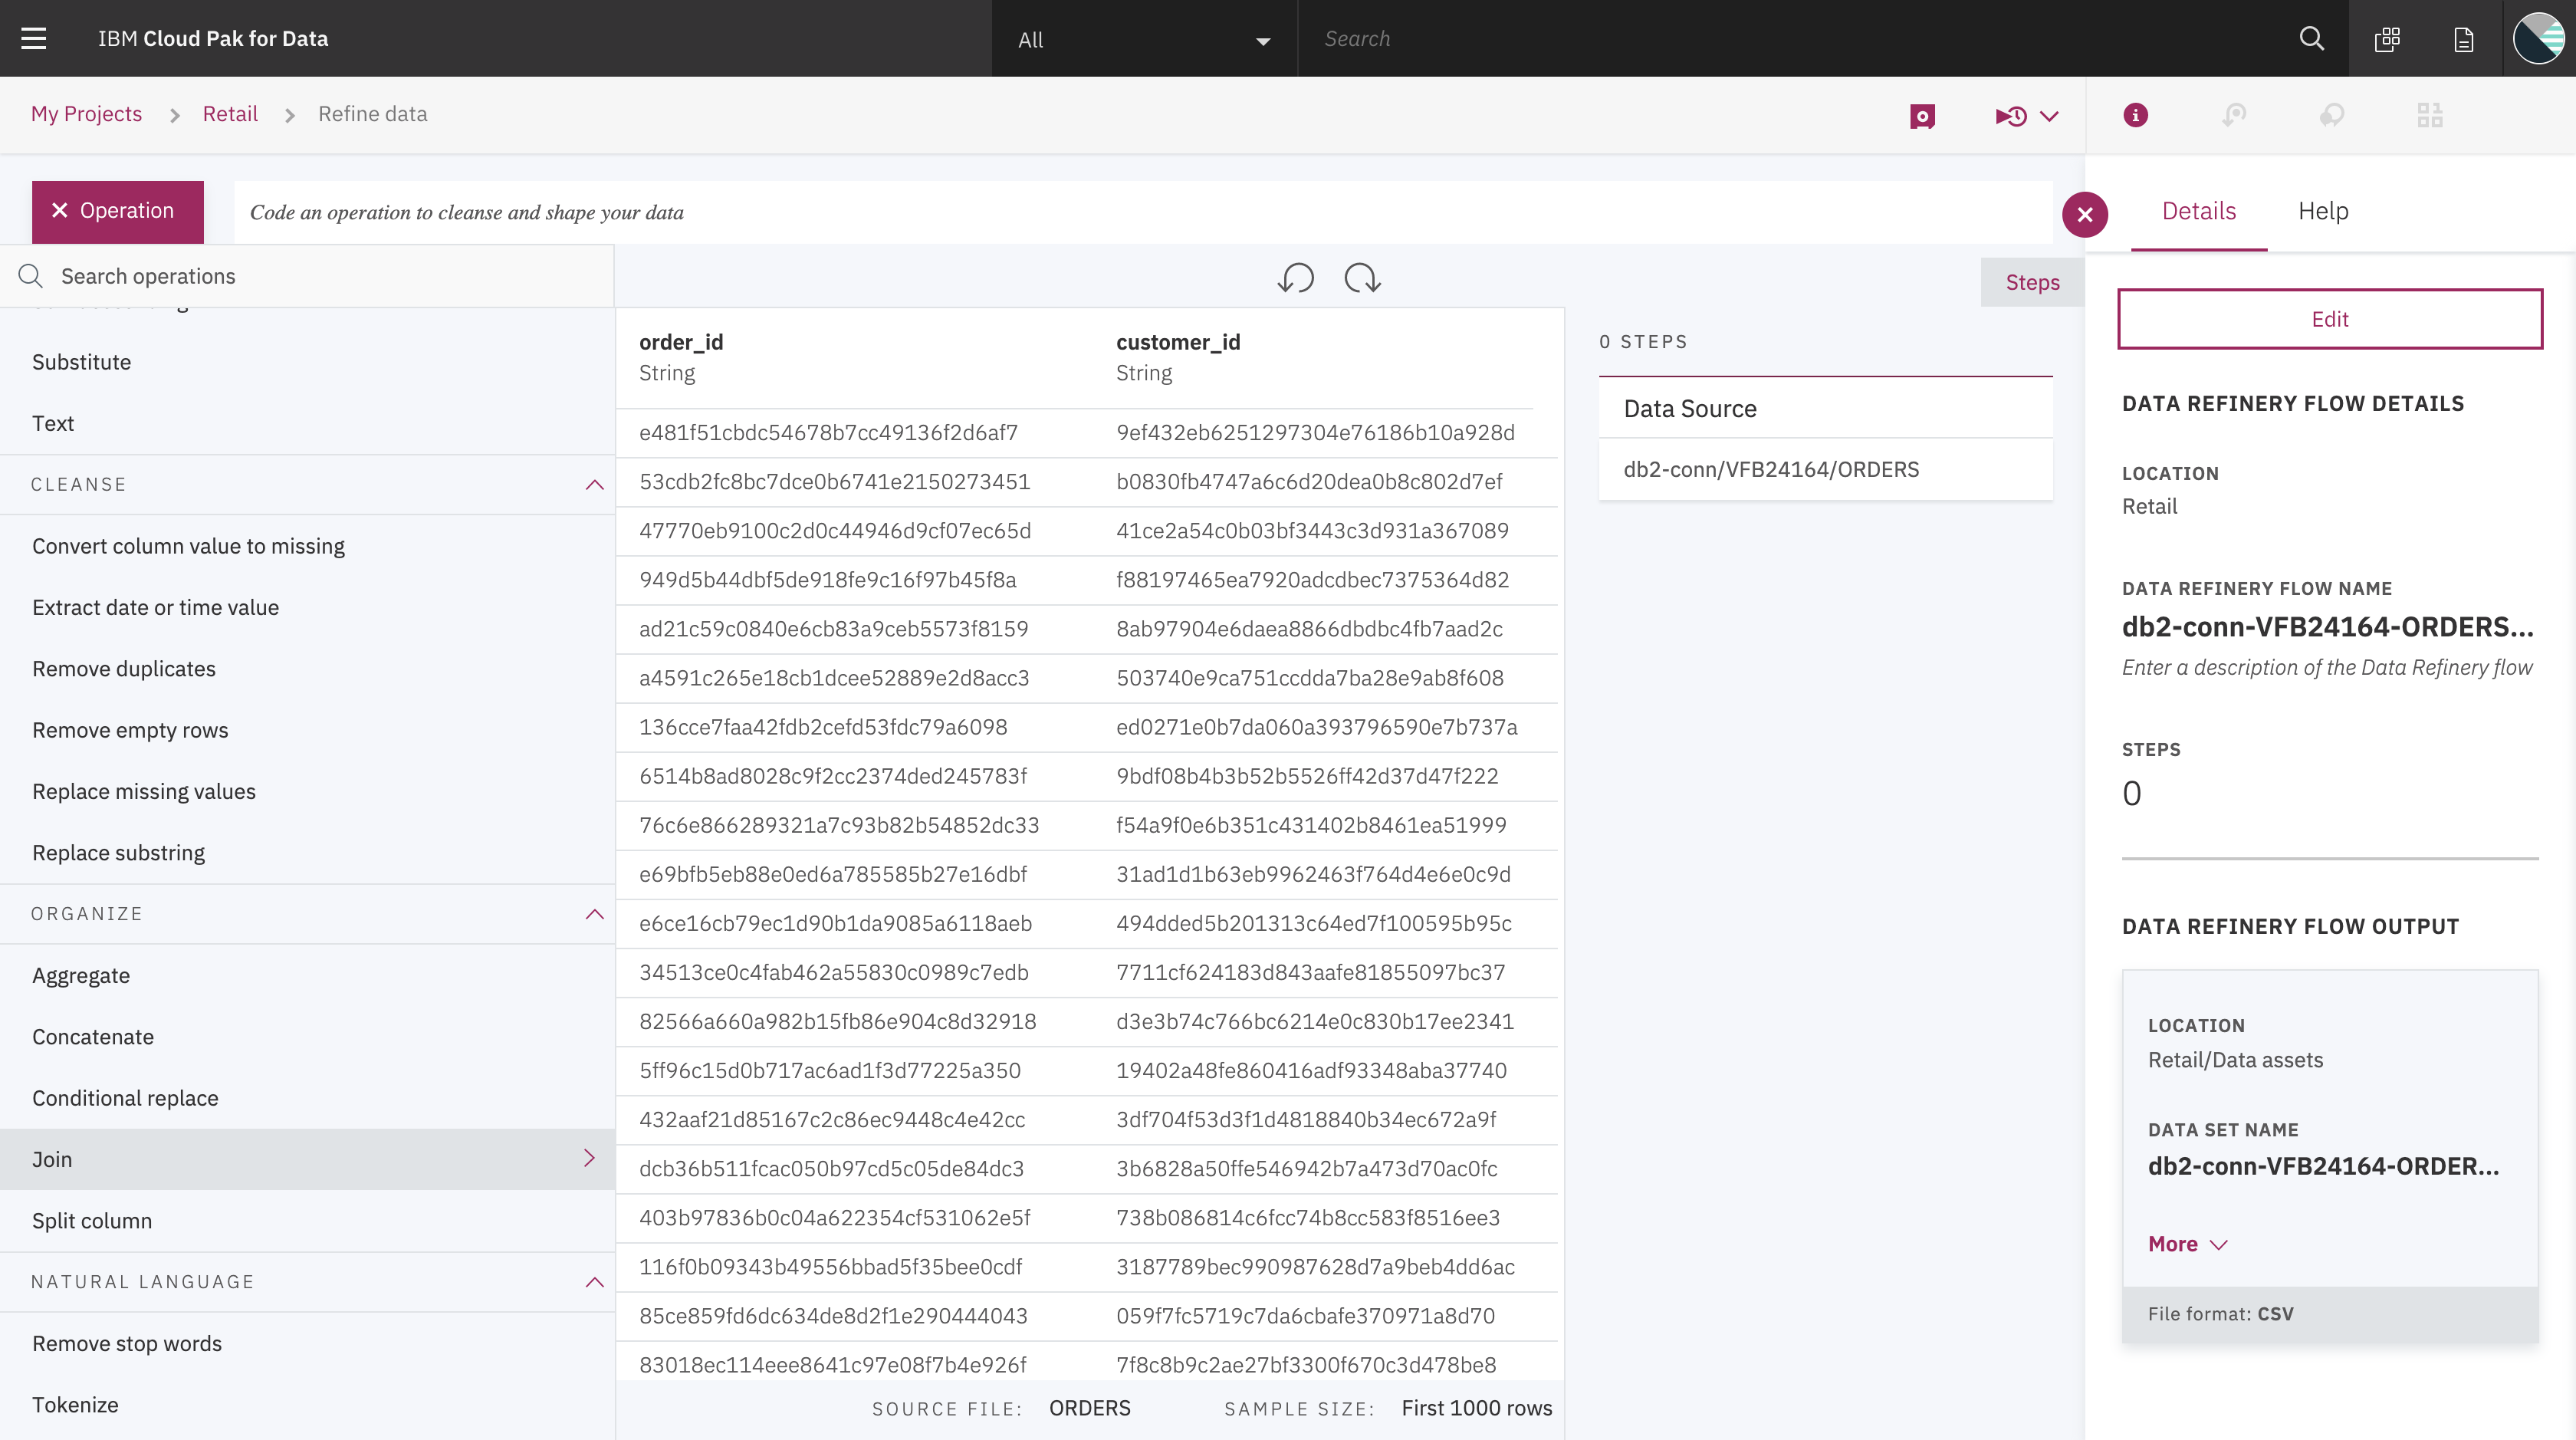 IBM Cloud Pak for Data
All
Search
My Projects > Retail > Refine data
Operation
Code an operation to cleanse and shape your data
Details
Help
Search operations
Steps
Substitute
Text
CLEANSE
Convert column value to missing
Extract date or time value
Remove duplicates
Remove empty rows
Replace missing values
Replace substring
ORGANIZE
Aggregate
Concatenate
Conditional replace
Join
Split column
NATURAL LANGUAGE
Remove stop words
Tokenize
order_id customer_id
String String
e481f51cbdc54678b7cc49136f2d6af7 9ef432eb6251297304e76186b10a928d
53cdb2fc8bc7dce0b6741e2150273451 b0830fb4747a6c6d20dea0b8c802d7ef
47770eb9100c2d0c44946d9cf07ec65d 41ce2a54c0b03bf3443c3d931a367089
949d5b44dbf5de918fe9c16f97b45f8a f88197465ea7920adcdbec7375364d82
ad21c59c0840e6cb83a9ceb5573f8159 8ab97904e6daea8866dbdbc4fb7aad2c
a4591c265e18cb1dcee52889e2d8acc3 503740e9ca751ccdda7ba28e9ab8f608
136cce7faa42fdb2cefd53fdc79a6098 ed0271e0b7da060a393796590e7b737a
6514b8ad8028c9f2cc2374ded245783f 9bdf08b4b3b52b5526ff42d37d47f222
76c6e866289321a7c93b82b54852dc33 f54a9f0e6b351c431402b8461ea51999
e69bfb5eb88e0ed6a785585b27e16dbf 31ad1d1b63eb9962463f764d4e6e0c9d
e6ce16cb79ec1d90b1da9085a6118aeb 494dded5b201313c64ed7f100595b95c
34513ce0c4fab462a55830c0989c7edb 7711cf624183d843aafe81855097bc37
82566a660a982b15fb86e904c8d32918 d3e3b74c766bc6214e0c830b17ee2341
5ff96c15d0b717ac6ad1f3d77225a350 19402a48fe860416adf93348aba37740
432aaf21d85167c2c86ec9448c4e42cc 3df704f53d3f1d4818840b34ec672a9f
dcb36b511fcac050b97cd5c05de84dc3 3b6828a50ffe546942b7a473d70ac0fc
403b97836b0c04a622354cf531062e5f 738b086814c6fcc74b8cc583f8516ee3
116f0b09343b49556bbad5f35bee0cdf 3187789bec990987628d7a9beb4dd6ac
85ce859fd6dc634de8d2f1e290444043 059f7fc5719c7da6cbafe370971a8d70
83018ec114eee8641c97e08f7b4e926f 7f8c8b9c2ae27bf3300f670c3d478be8
SOURCE FILE: ORDERS SAMPLE SIZE: First 1000 rows
0 STEPS
Data Source
db2-conn/VFB24164/ORDERS
Edit
DATA REFINERY FLOW DETAILS
LOCATION
Retail
DATA REFINERY FLOW NAME
db2-conn-VFB24164-ORDERS...
Enter a description of the Data Refinery flow
STEPS
0
DATA REFINERY FLOW OUTPUT
LOCATION
Retail/Data assets
DATA SET NAME
db2-conn-VFB24164-ORDER...
More
File format: CSV